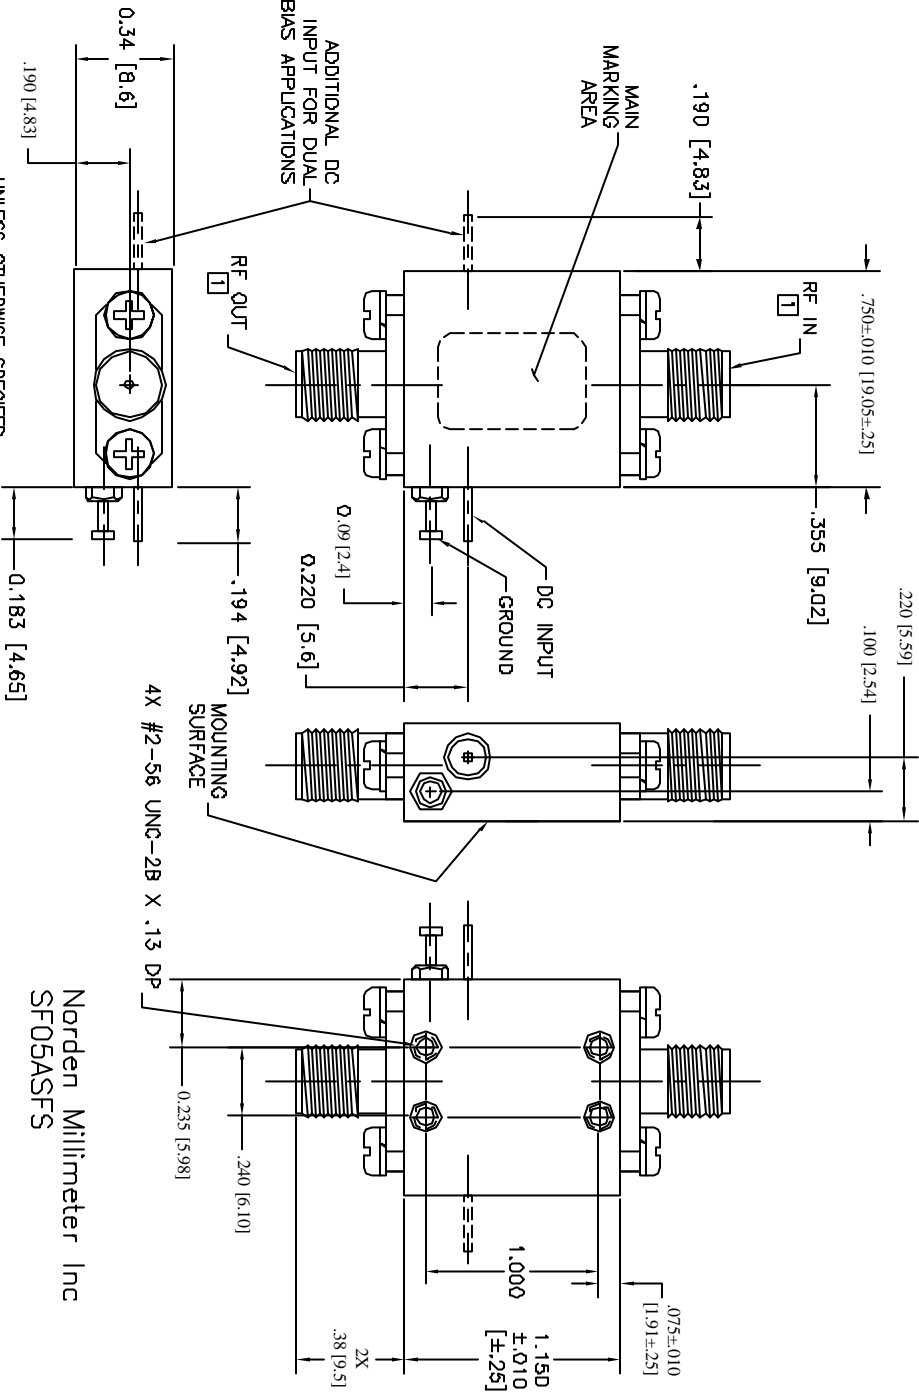 .220 [5.59]
.100 [2.54]
.750±.010 [19.05±.25]
.355 [9.02]
RF IN
1
.190 [4.83]
MAIN
MARKING
AREA
DC INPUT
GROUND
0.09 [2.4]
0.220 [5.6]
RF OUT
1
ADDITIONAL DC
INPUT FOR DUAL
BIAS APPLICATIONS
0.34 [8.6]
.190 [4.83]
.194 [4.92]
0.183 [4.65]
MOUNTING
SURFACE
4X #2-56 UNC-2B X .13 DP
.075±.010
[1.91±.25]
1.000
1.150
±.010
[±.25]
2X
.38 [9.5]
.240 [6.10]
0.235 [5.98]
Norden Millimeter Inc
SF05ASFS